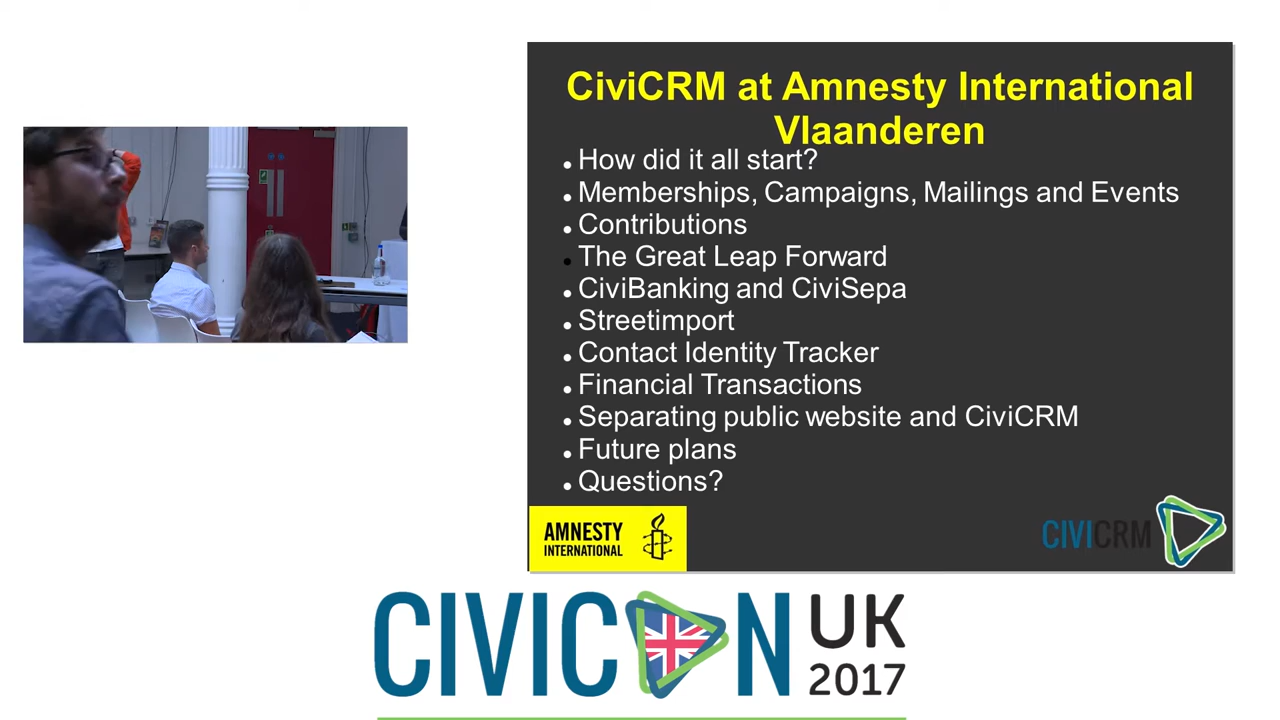 CiviCRM at Amnesty International
Vlaanderen
How did it all start?
Memberships, Campaigns, Mailings and Events
Contributions
The Great Leap Forward
CiviBanking and CiviSepa
Streetimport
Contact Identity Tracker
Financial Transactions
Separating public website and CiviCRM
Future plans
Questions?
AMNESTY
INTERNATIONAL
CIVICRM
CIVICON UK
2017